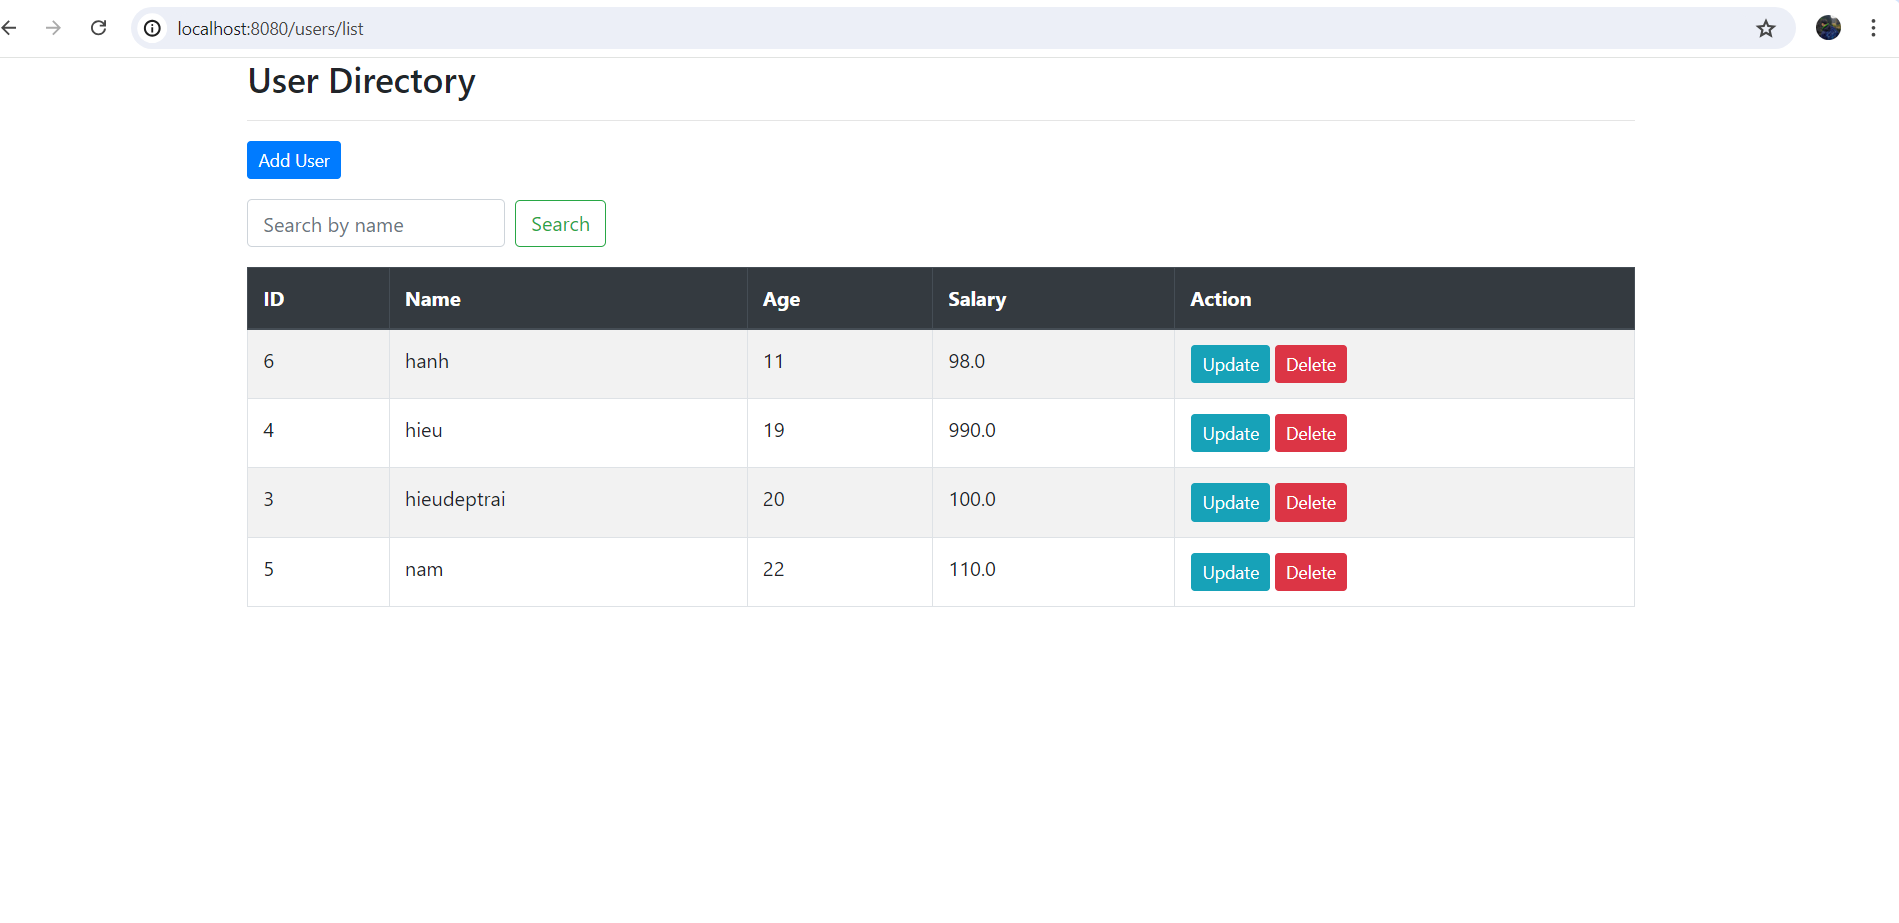 localhost:8080/users/list
User Directory
Add User
Search by name Search
ID Name Age Salary Action
6 hanh 11 98.0 Update Delete
4 hieu 19 990.0 Update Delete
3 hieudeptrai 20 100.0 Update Delete
5 nam 22 110.0 Update Delete